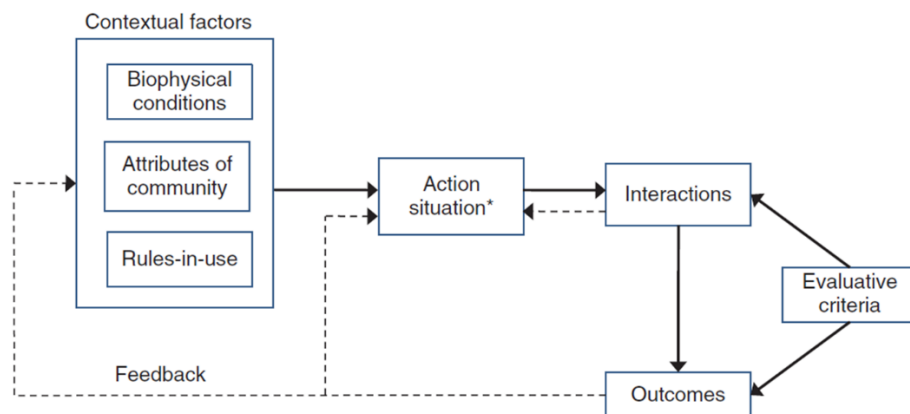 Contextual factors
Biophysical
conditions
Attributes of
community
Rules-in-use
Action
situation*
Interactions
Evaluative
criteria
Feedback
Outcomes